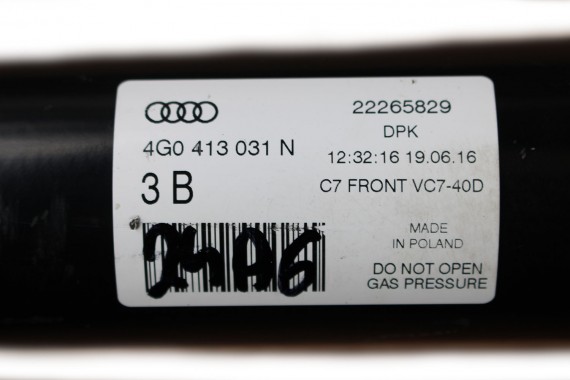 4G0 413 031 N
3 B
22265829
DPK
12:32:16 19.06.16
C7 FRONT VC7-40D
MADE
IN POLAND
DO NOT OPEN
GAS PRESSURE